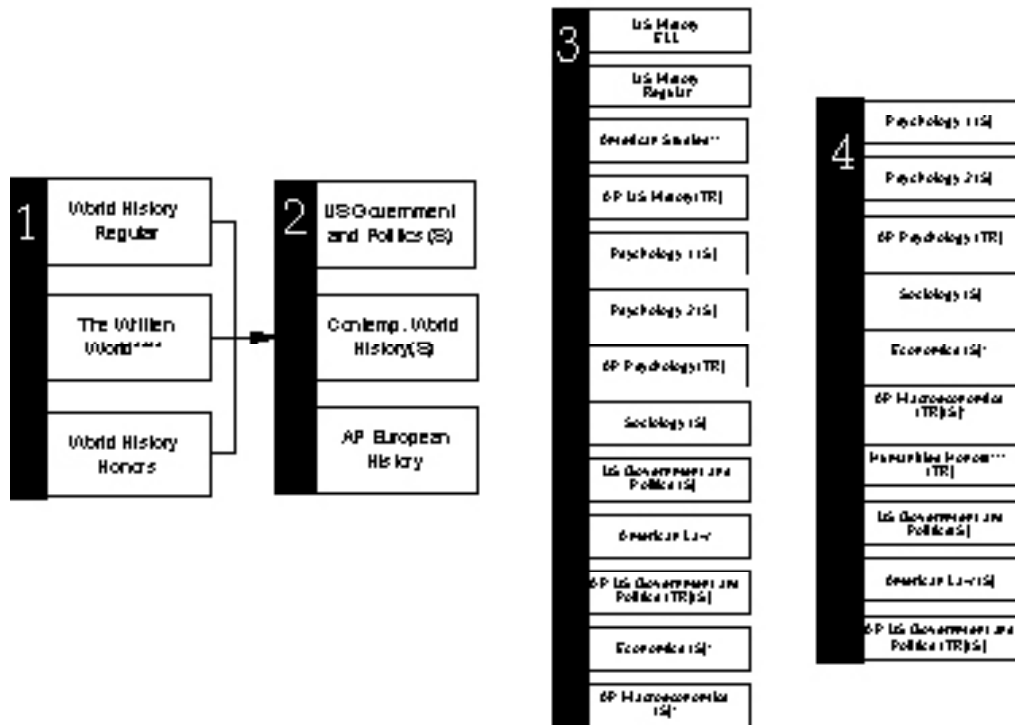 1
World History
Regular
The Written
World****
World History
Honors
2
US Government
and Politics (S)
Contemp. World
History(S)
AP European
History
3
US History
ELL
US History
Regular
American Studies**
AP US History(TR)
Psychology 1(S)
Psychology 2(S)
AP Psychology(TR)
Sociology (S)
US Government and
Politics (S)
American Law
AP US Government and
Politics (TR)(S)
Economics (S)*
AP Macroeconomics
(S)*
4
Psychology 1(S)
Psychology 2(S)
AP Psychology (TR)
Sociology (S)
Economics (S)*
AP Macroeconomics
(TR)(S)*
Humanities Honors***
(TR)
US Government and
Politics(S)
American Law(S)
AP US Government and
Politics (TR)(S)